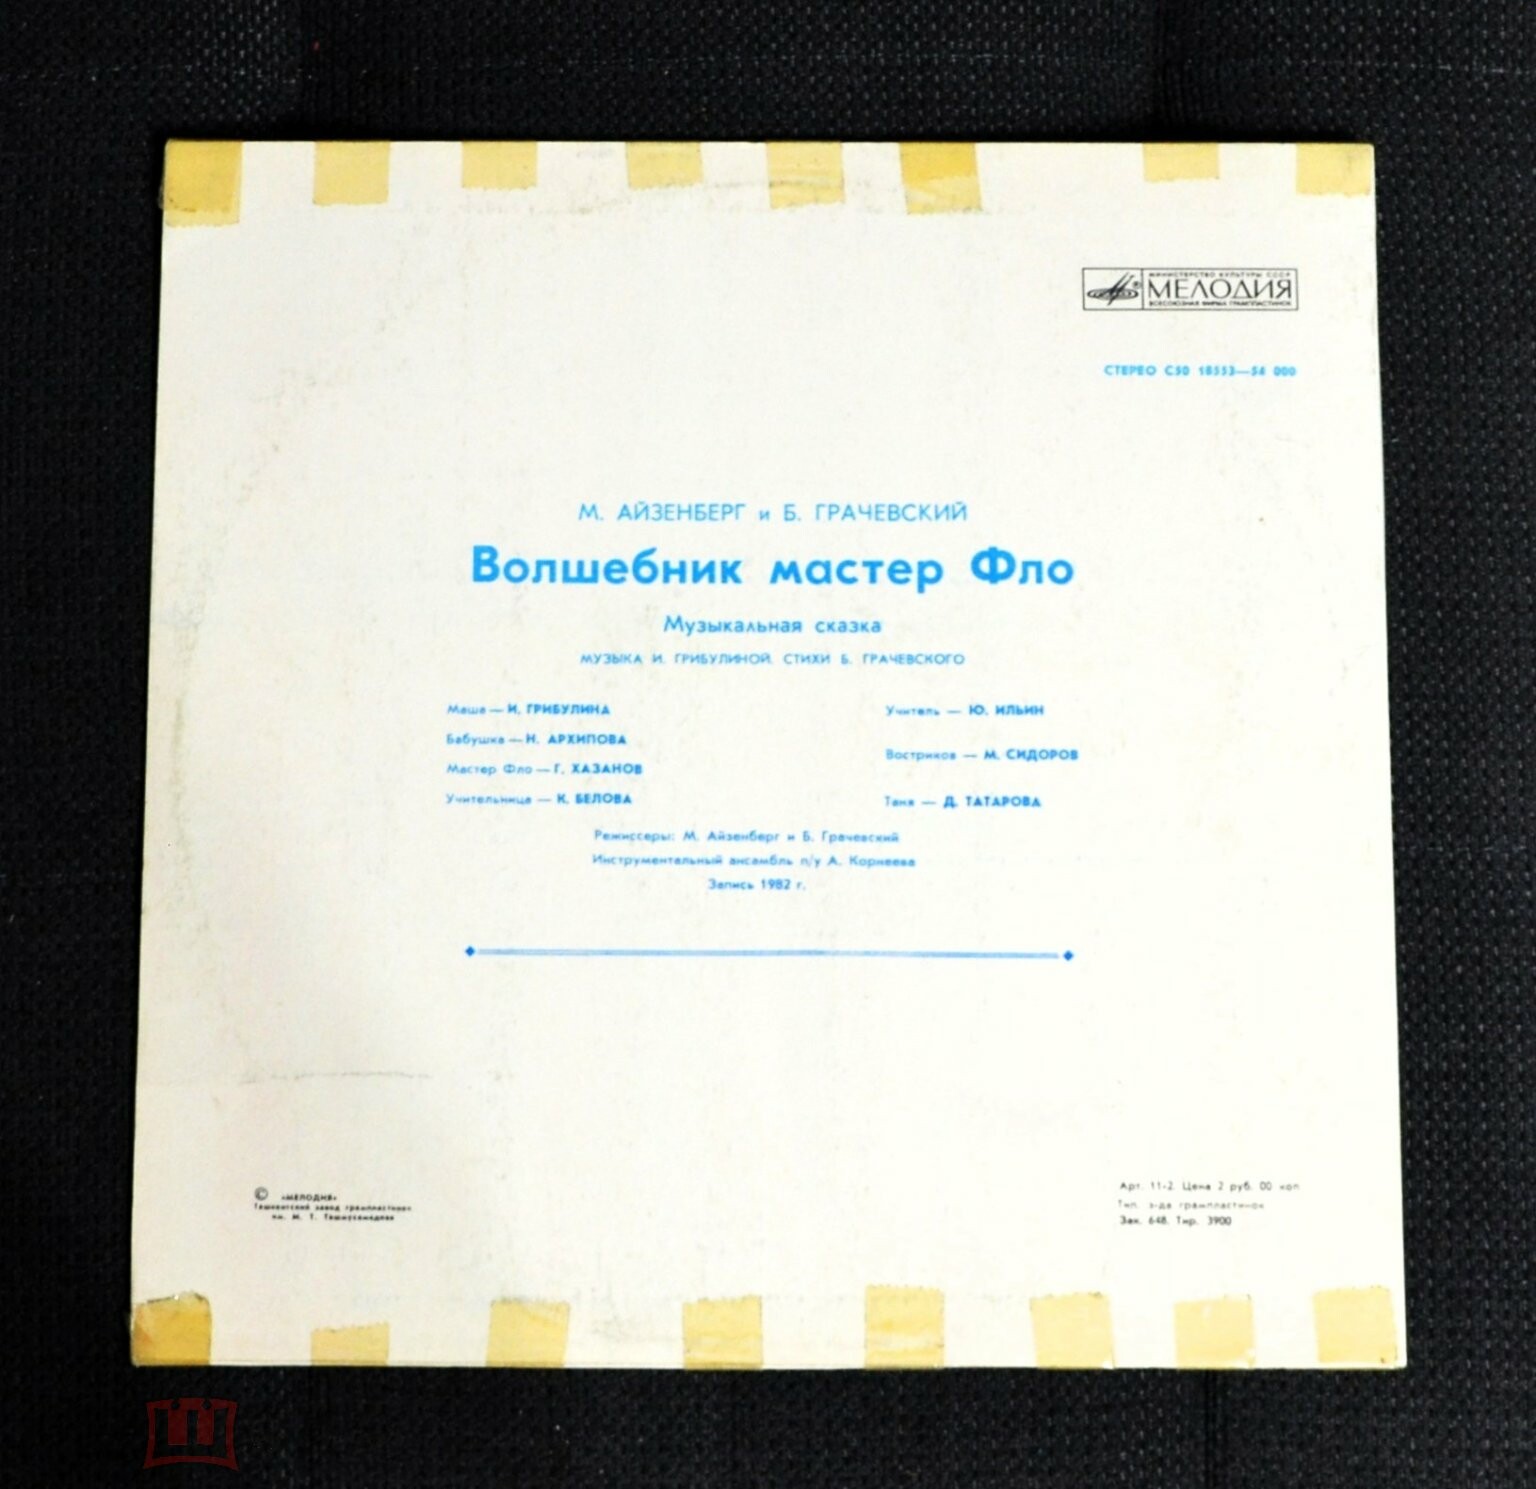 МИНИСТЕРСТВО КУЛЬТУРЫ СССР
МЕЛОДИЯ
ВСЕСОЮЗНАЯ ФИРМА ГРАМПЛАСТИНОК
СТЕРЕО С50 18553—54 000
М. АЙЗЕНБЕРГ и Б. ГРАЧЕВСКИЙ
Волшебник мастер Фло
Музыкальная сказка
МУЗЫКА И. ГРИБУЛИНОЙ. СТИХИ Б. ГРАЧЕВСКОГО
Маша — И. ГРИБУЛИНА
Бабушка — Н. АРХИПОВА
Мастер Фло — Г. ХАЗАНОВ
Учительница — К. БЕЛОВА
Учитель — Ю. ИЛЬИН
Востриков — М. СИДОРОВ
Таня — Д. ТАТАРОВА
Режиссеры: М. Айзенберг и Б. Грачевский
Инструментальный ансамбль п/у А. Корнеева
Запись 1982 г.
© «МЕЛОДИЯ»
Ташкентский завод грампластинок
им. М. Т. Ташмухамедова
Арт. 11-2. Цена 2 руб. 00 коп.
Тип. з-да грампластинок
Зак. 648. Тир. 3900